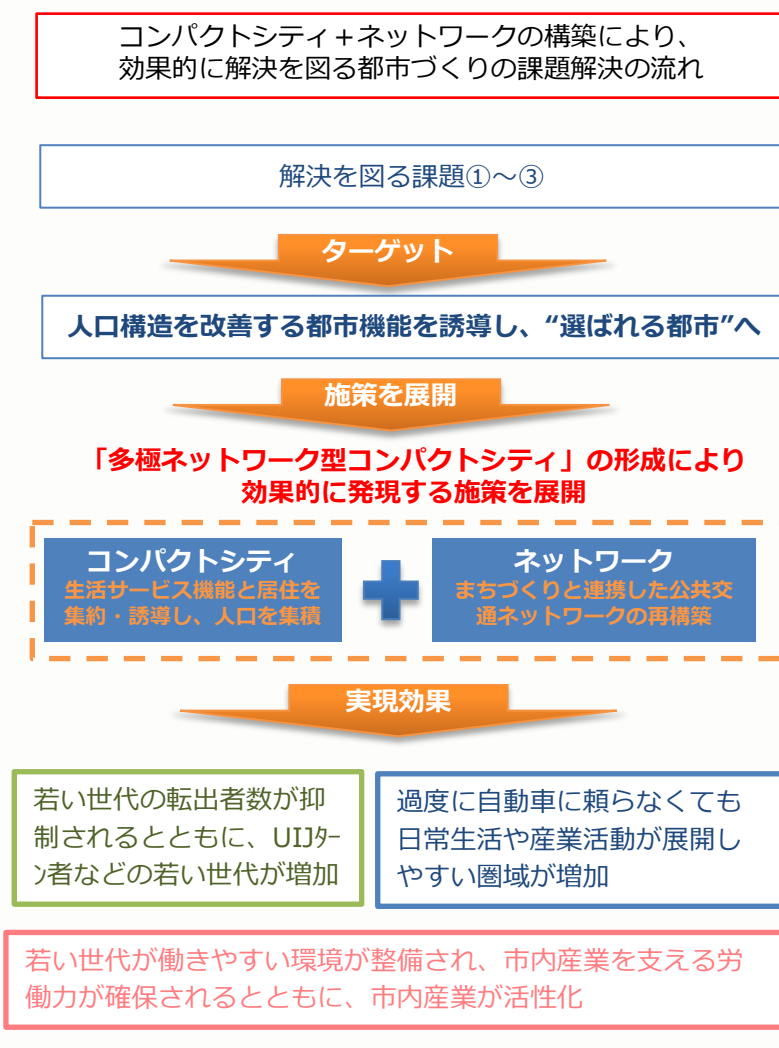 コンパクトシティ＋ネットワークの構築により、
効果的に解決を図る都市づくりの課題解決の流れ
解決を図る課題①～③
ターゲット
人口構造を改善する都市機能を誘導し、“選ばれる都市”へ
施策を展開
「多極ネットワーク型コンパクトシティ」の形成により
効果的に発現する施策を展開
コンパクトシティ
生活サービス機能と居住を
集約・誘導し、人口を集積
ネットワーク
まちづくりと連携した公共交
通ネットワークの再構築
実現効果
若い世代の転出者数が抑
制されるとともに、UIJﾀｰ
ﾝ者などの若い世代が増加
過度に自動車に頼らなくても
日常生活や産業活動が展開し
やすい圏域が増加
若い世代が働きやすい環境が整備され、市内産業を支える労
働力が確保されるとともに、市内産業が活性化